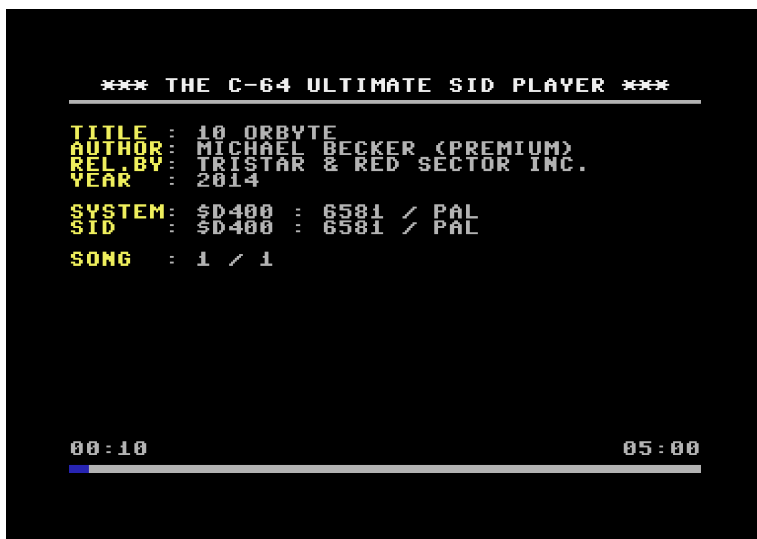 *** THE C-64 ULTIMATE SID PLAYER ***
TITLE : 10 ORBYTE
AUTHOR: MICHAEL BECKER (PREMIUM)
REL.BY: TRISTAR & RED SECTOR INC.
YEAR : 2014
SYSTEM: $D400 : 6581 / PAL
SID : $D400 : 6581 / PAL
SONG : 1 / 1
00:10 05:00